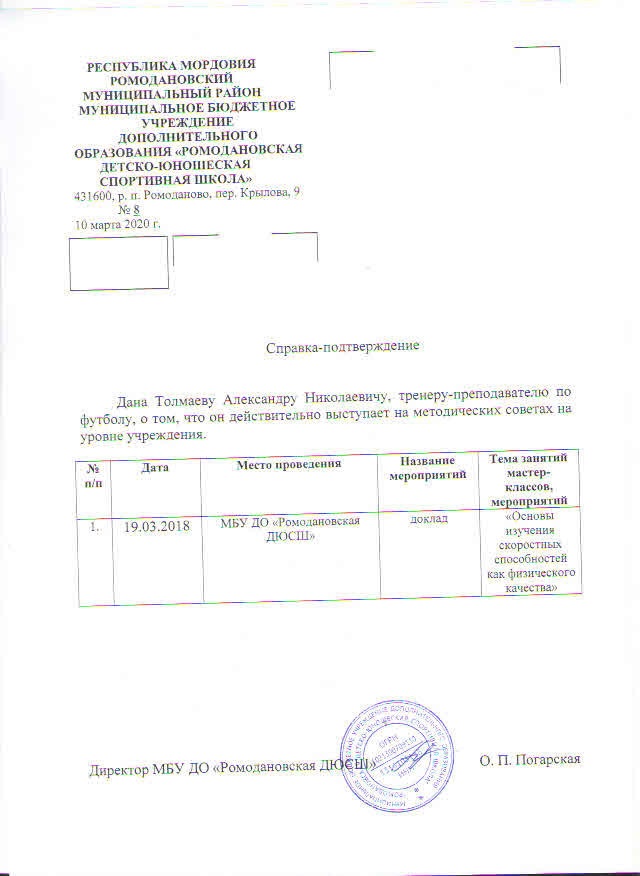 РЕСПУБЛИКА МОРДОВИЯ
РОМОДАНОВСКИЙ
МУНИЦИПАЛЬНЫЙ РАЙОН
МУНИЦИПАЛЬНОЕ БЮДЖЕТНОЕ
УЧРЕЖДЕНИЕ
ДОПОЛНИТЕЛЬНОГО
ОБРАЗОВАНИЯ «РОМОДАНОВСКАЯ
ДЕТСКО-ЮНОШЕСКАЯ
СПОРТИВНАЯ ШКОЛА»
431600, р. п. Ромоданово, пер. Крылова, 9
№ 8
10 марта 2020 г.
Справка-подтверждение
Дана Толмаеву Александру Николаевичу, тренеру-преподавателю по
футболу, о том, что он действительно выступает на методических советах на
уровне учреждения.
№ п/п Дата Место проведения Название мероприятий Тема занятий мастер-классов, мероприятий
1. 19.03.2018 МБУ ДО «Ромодановская ДЮСШ» доклад «Основы изучения скоростных способностей как физического качества»
Директор МБУ ДО «Ромодановская ДЮСШ» О. П. Погарская
ОГРН